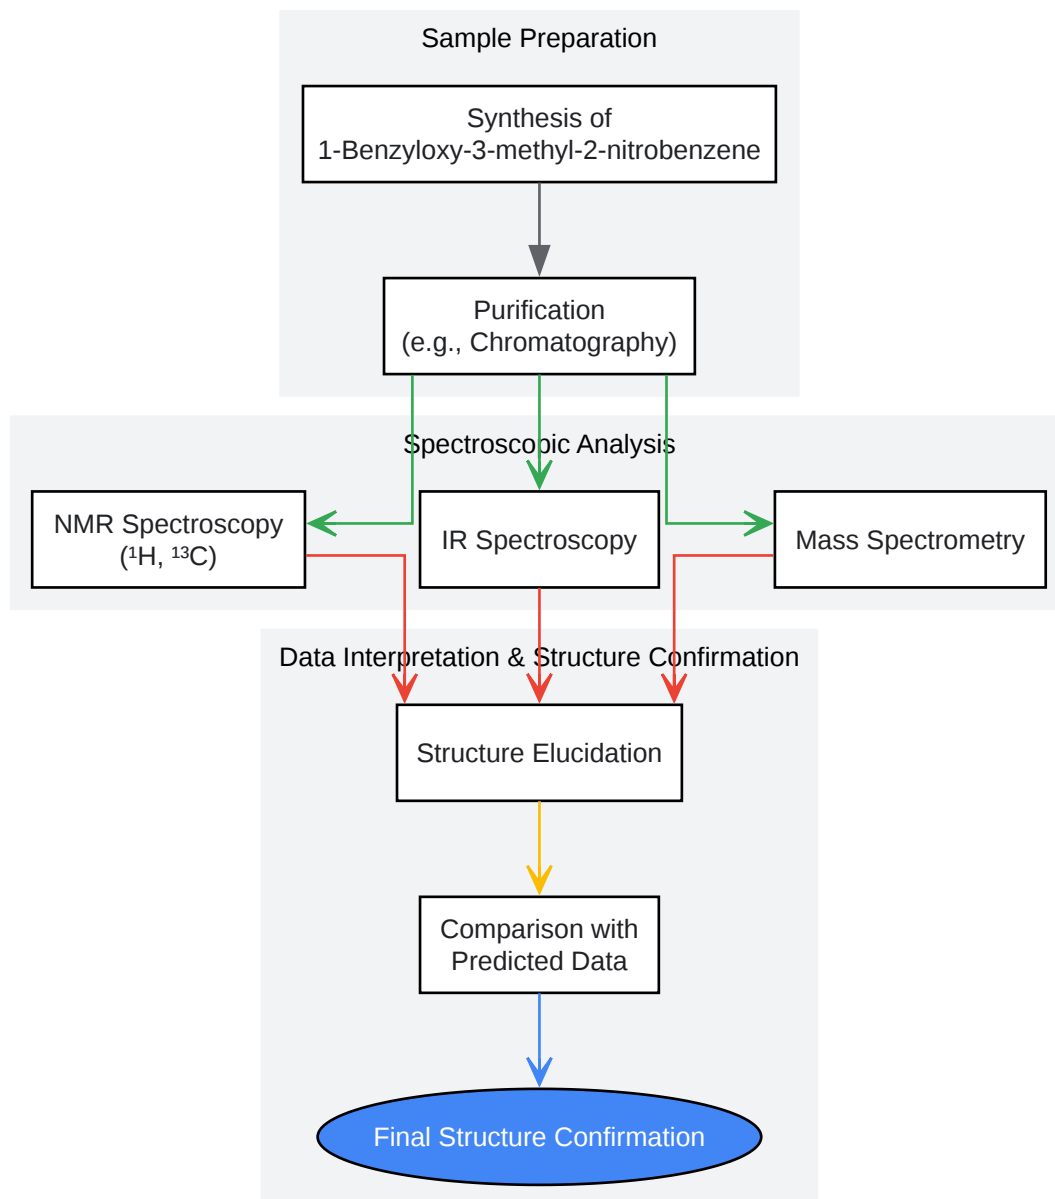 Sample Preparation
Synthesis of
1-Benzyloxy-3-methyl-2-nitrobenzene
Purification
(e.g., Chromatography)
Spectroscopic Analysis
NMR Spectroscopy
(¹H, ¹³C)
IR Spectroscopy
Mass Spectrometry
Data Interpretation & Structure Confirmation
Structure Elucidation
Comparison with
Predicted Data
Final Structure Confirmation